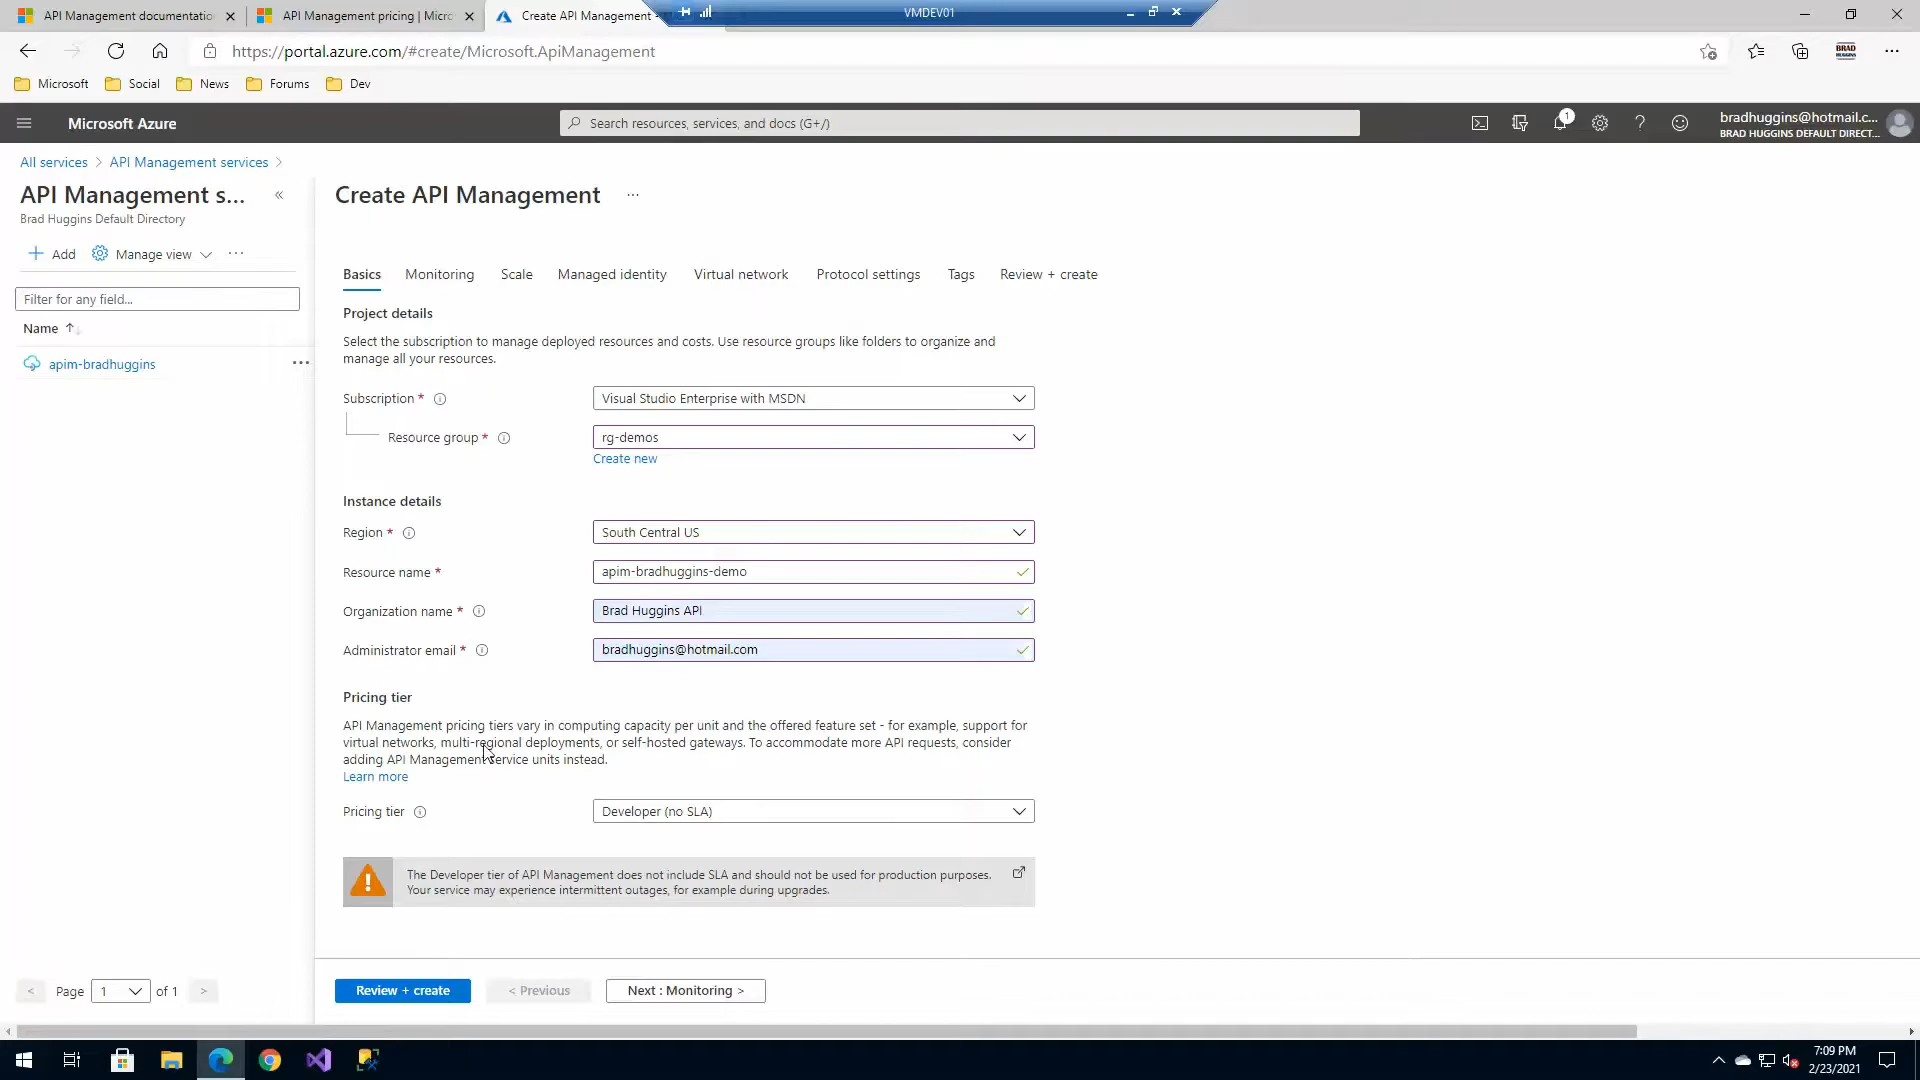 API Management documentatio
API Management pricing | Micro
Create API Management -
VMDEV01
https://portal.azure.com/#create/Microsoft.ApiManagement
BRAD
HUGGINS
Microsoft
Social
News
Forums
Dev
Microsoft Azure
Search resources, services, and docs (G+/)
1
bradhuggins@hotmail.c...
BRAD HUGGINS DEFAULT DIRECT...
All services > API Management services >
API Management s...
«
Brad Huggins Default Directory
+ Add
Manage view
...
Filter for any field...
Name ↑↓
apim-bradhuggins
...
Create API Management
...
Basics
Monitoring
Scale
Managed identity
Virtual network
Protocol settings
Tags
Review + create
Project details
Select the subscription to manage deployed resources and costs. Use resource groups like folders to organize and
manage all your resources.
Subscription *
Visual Studio Enterprise with MSDN
Resource group *
rg-demos
Create new
Instance details
Region *
South Central US
Resource name *
apim-bradhuggins-demo
Organization name *
Brad Huggins API
Administrator email *
bradhuggins@hotmail.com
Pricing tier
API Management pricing tiers vary in computing capacity per unit and the offered feature set - for example, support for
virtual networks, multi-regional deployments, or self-hosted gateways. To accommodate more API requests, consider
adding API Management service units instead.
Learn more
Pricing tier
Developer (no SLA)
The Developer tier of API Management does not include SLA and should not be used for production purposes.
Your service may experience intermittent outages, for example during upgrades.
< Page 1 of 1 >
Review + create
< Previous
Next : Monitoring >
7:09 PM
2/23/2021